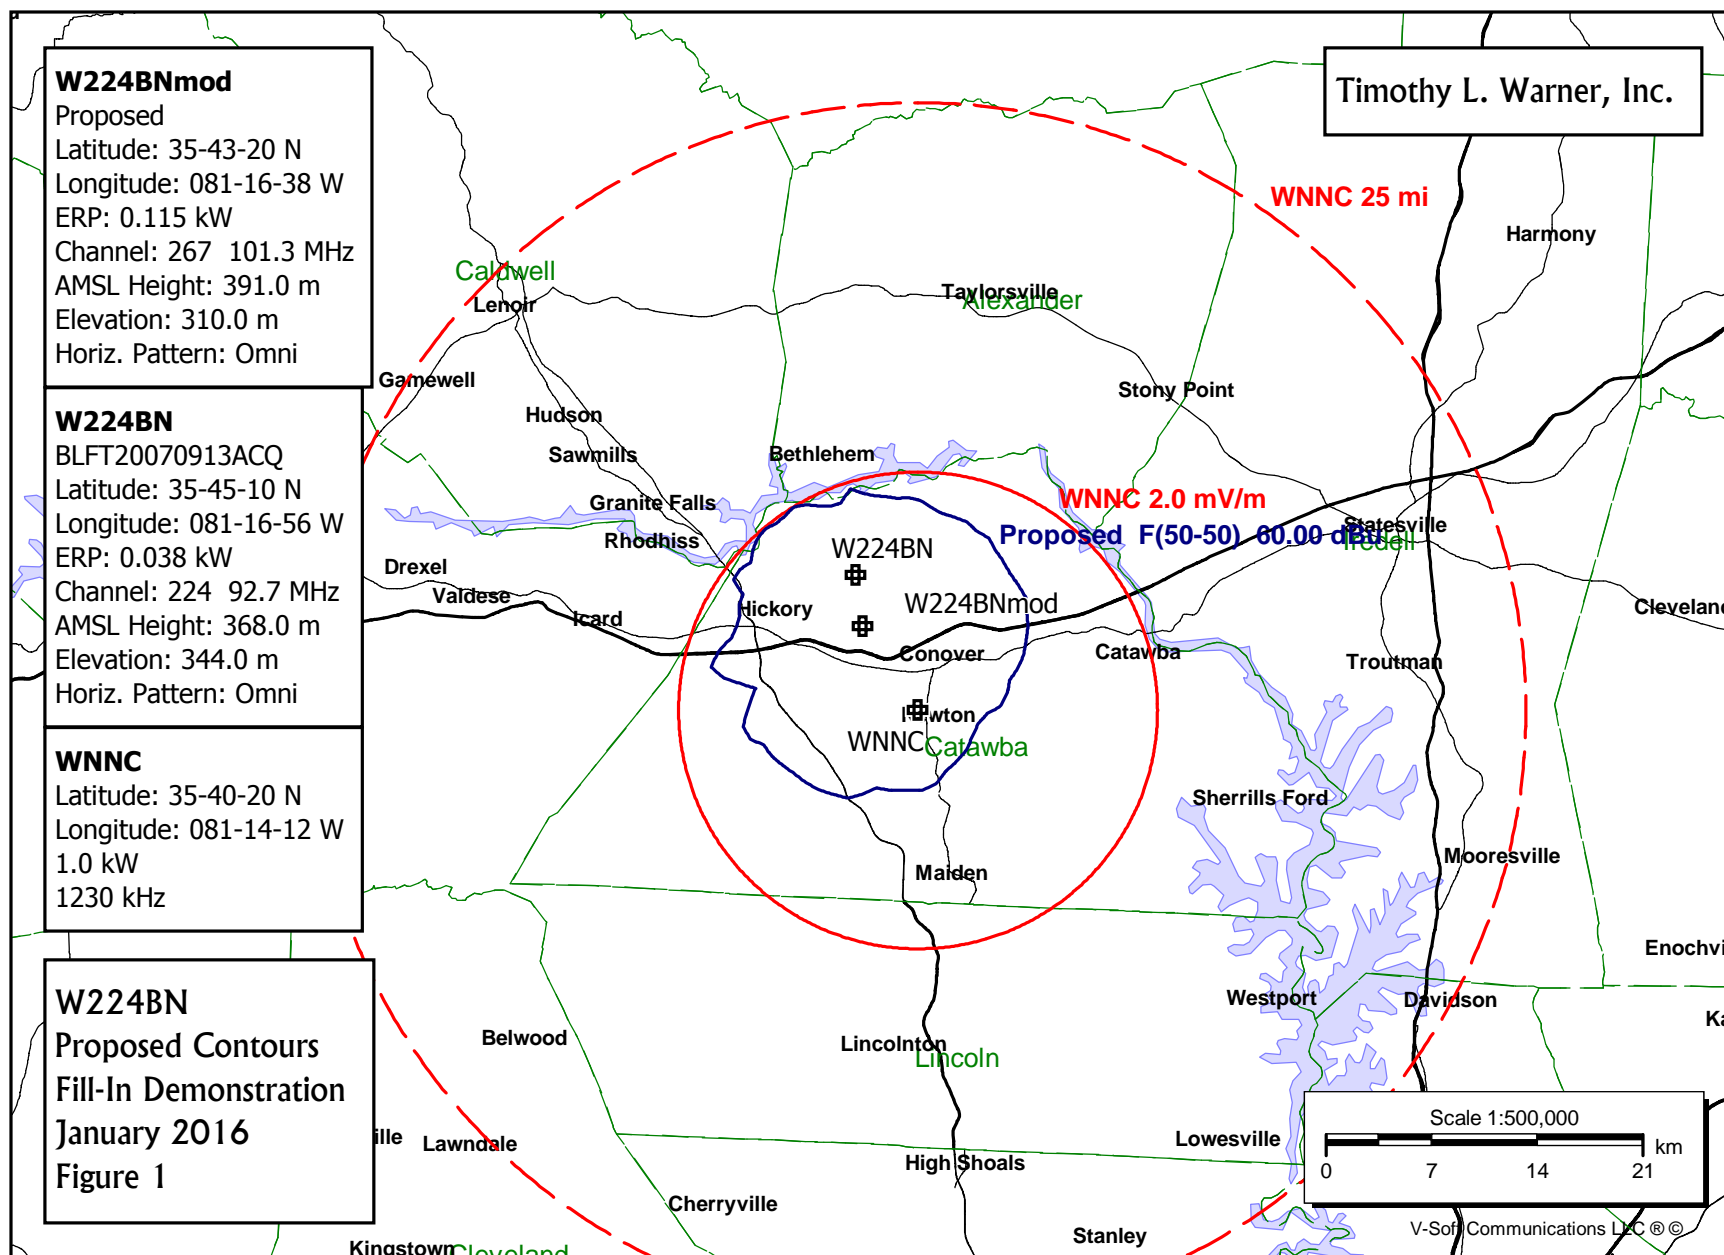 W224BNmod
Proposed
Latitude: 35-43-20 N
Longitude: 081-16-38 W
ERP: 0.115 kW
Channel: 267 101.3 MHz
AMSL Height: 391.0 m
Elevation: 310.0 m
Horiz. Pattern: Omni
W224BN
BLFT20070913ACQ
Latitude: 35-45-10 N
Longitude: 081-16-56 W
ERP: 0.038 kW
Channel: 224 92.7 MHz
AMSL Height: 368.0 m
Elevation: 344.0 m
Horiz. Pattern: Omni
WNNC
Latitude: 35-40-20 N
Longitude: 081-14-12 W
1.0 kW
1230 kHz
W224BN
Proposed Contours
Fill-In Demonstration
January 2016
Figure 1
Timothy L. Warner, Inc.
WNNC 25 mi
Harmony
Caldwell
Lenoir
Taylorsville
Alexander
Gamewell
Stony Point
Hudson
Sawmills
Bethlehem
Granite Falls
WNNC 2.0 mV/m
Rhodhiss
Proposed F(50-50) 60.00 dBu
Statesville
Iredell
W224BN
Drexel
Valdese
Icard
Hickory
W224BNmod
Conover
Catawba
Troutman
Newton
WNNC
Catawba
Sherrills Ford
Mooresville
Maiden
Westport
Davidson
Belwood
Lincolnton
Lincoln
ille
Lawndale
High Shoals
Lowesville
Cherryville
Stanley
Kingstown
Cleveland
Cleveland
Enochvi
Ka
Scale 1:500,000
0 7 14 21 km
V-Soft Communications LLC ® ©